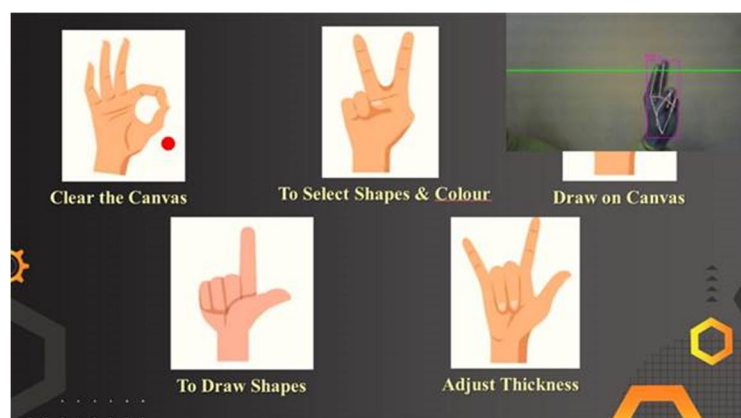 Clear the Canvas
To Select Shapes & Colour
Draw on Canvas
To Draw Shapes
Adjust Thickness